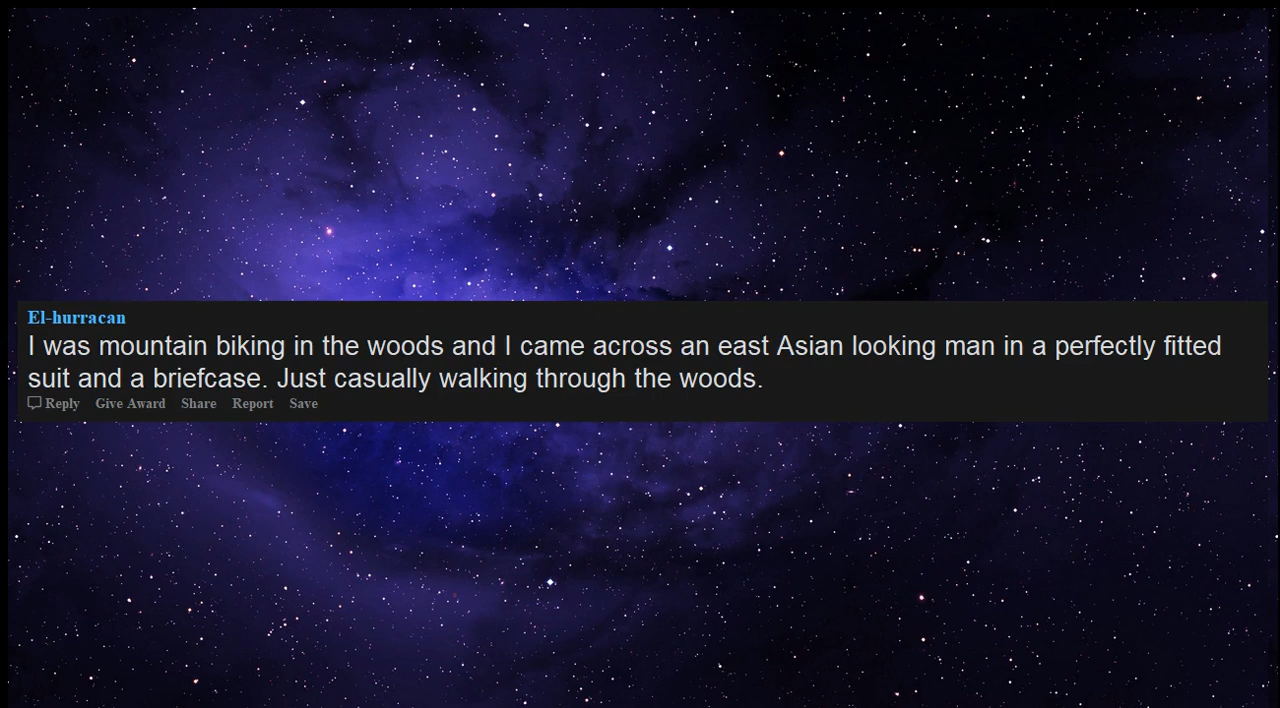 El-hurracan
I was mountain biking in the woods and I came across an east Asian looking man in a perfectly fitted
suit and a briefcase. Just casually walking through the woods.
Reply Give Award Share Report Save